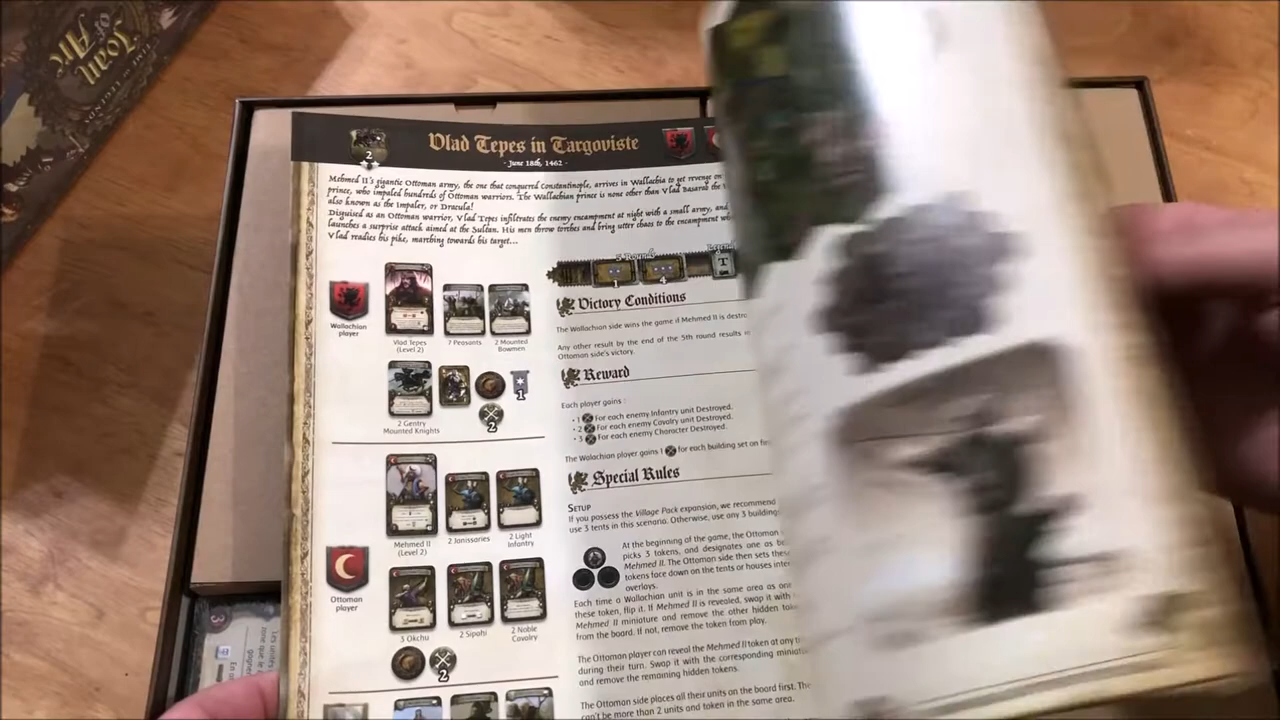 Joan
of
Arc
TIME OF LEGENDS
Vlad Tepes in Targoviste
- June 18th, 1462 -
2
Mehmed II's gigantic Ottoman army, the one that conquered Constantinople, arrives in Wallachia to get revenge on
prince, who impaled hundreds of Ottoman warriors. The Wallachian prince is none other than Vlad Basarab the
also known as the Impaler, or Dracula!
Disguised as an Ottoman warrior, Vlad Tepes infiltrates the enemy encampment at night with a small army, and
launches a surprise attack aimed at the Sultan. His men throw torches and bring utter chaos to the encampment
Vlad readies his pike, marching towards his target...
Wallachian
player
Vlad Tepes
(Level 2)
7 Peasants
2 Mounted
Bowmen
2 Gentry
Mounted Knights
1
2
Ottoman
player
Mehmed II
(Level 2)
2 Janissaries
2 Light
Infantry
3 Okchu
2 Sipahi
2 Noble
Cavalry
2
5 Rounds
1
4
T
Victory Conditions
The Wallachian side wins the game if Mehmed II is
Any other result by the end of the 5th round results
Ottoman side's victory.
Reward
Each player gains :
• 1 For each enemy Infantry unit Destroyed.
• 2 For each enemy Cavalry unit Destroyed.
• 3 For each enemy Character Destroyed.
The Walachian player gains 1 for each building set on
Special Rules
SETUP
If you possess the Village Pack expansion, we recommend
use 3 tents in this scenario. Otherwise, use any 3
At the beginning of the game, the Ottoman
picks 3 tokens, and designates one as
Mehmed II. The Ottoman side then sets
tokens face down on the tents or houses
overlays.
Each time a Wallachian unit is in the same area as one
these token, flip it. If Mehmed II is revealed, swap it
Mehmed II miniature and remove the other hidden
from the board. If not, remove the token from play.
The Ottoman player can reveal the Mehmed II token at any
during their turn. Swap it with the corresponding
and remove the remaining hidden tokens.
The Ottoman side places all their units on the board first.
can't be more than 2 units and token in the same area.
3